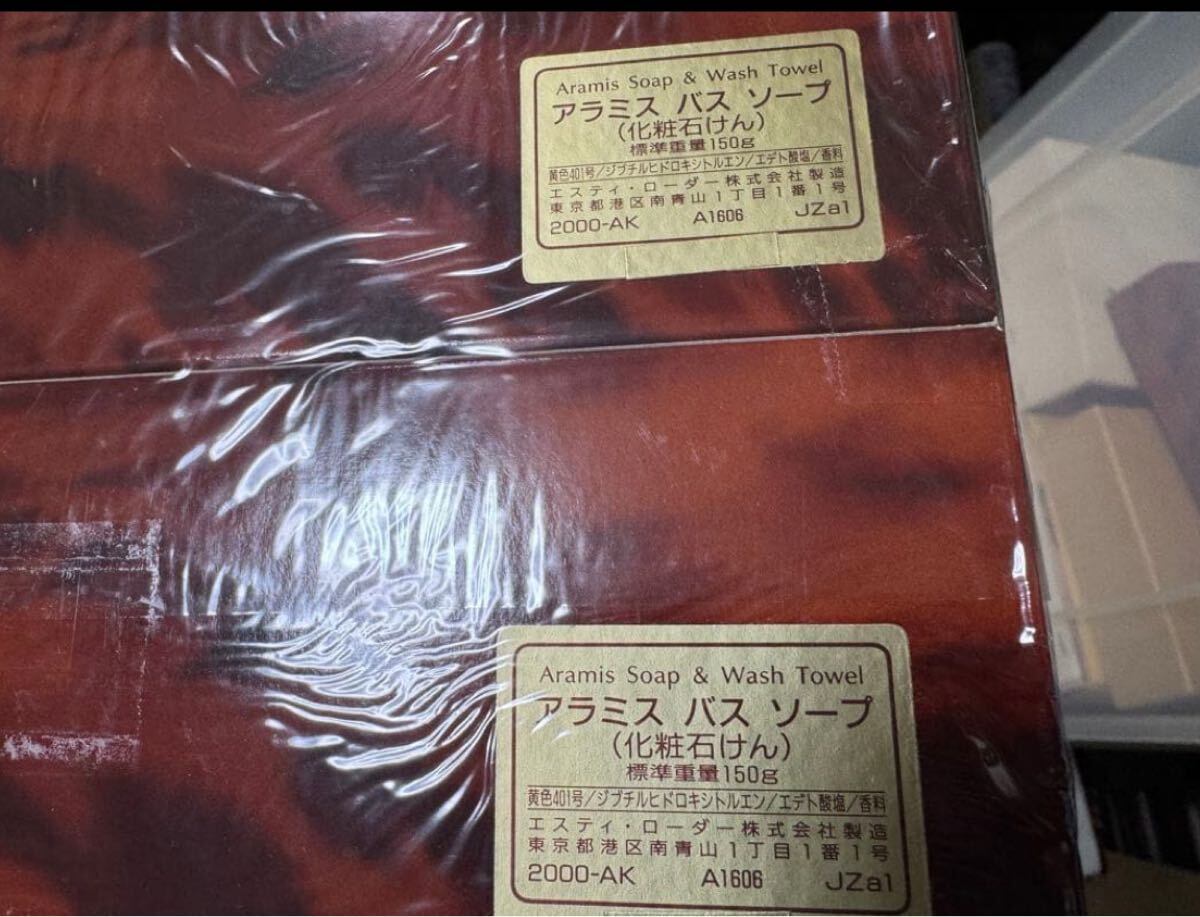 Aramis Soap & Wash Towel
アラミス バス ソープ
(化粧石けん)
標準重量150g
黄色401号/ジブチルヒドロキシトルエン/エデト酸塩/香料
エスティ・ローダー株式会社製造
東京都港区南青山1丁目1番1号
2000-AK A1606 JZa1
Aramis Soap & Wash Towel
アラミス バス ソープ
(化粧石けん)
標準重量150g
黄色401号/ジブチルヒドロキシトルエン/エデト酸塩/香料
エスティ・ローダー株式会社製造
東京都港区南青山1丁目1番1号
2000-AK A1606 JZa1